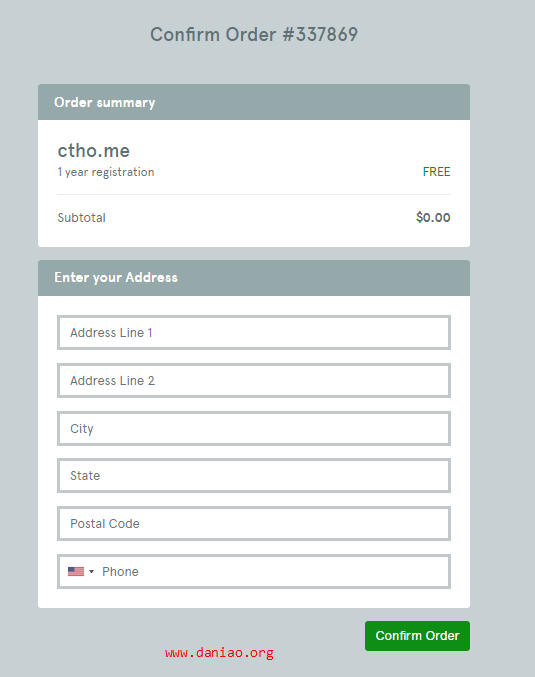 Confirm Order #337869
Order summary
ctho.me
1 year registration FREE
Subtotal $0.00
Enter your Address
Address Line 1
Address Line 2
City
State
Postal Code
Phone
Confirm Order
www.daniao.org